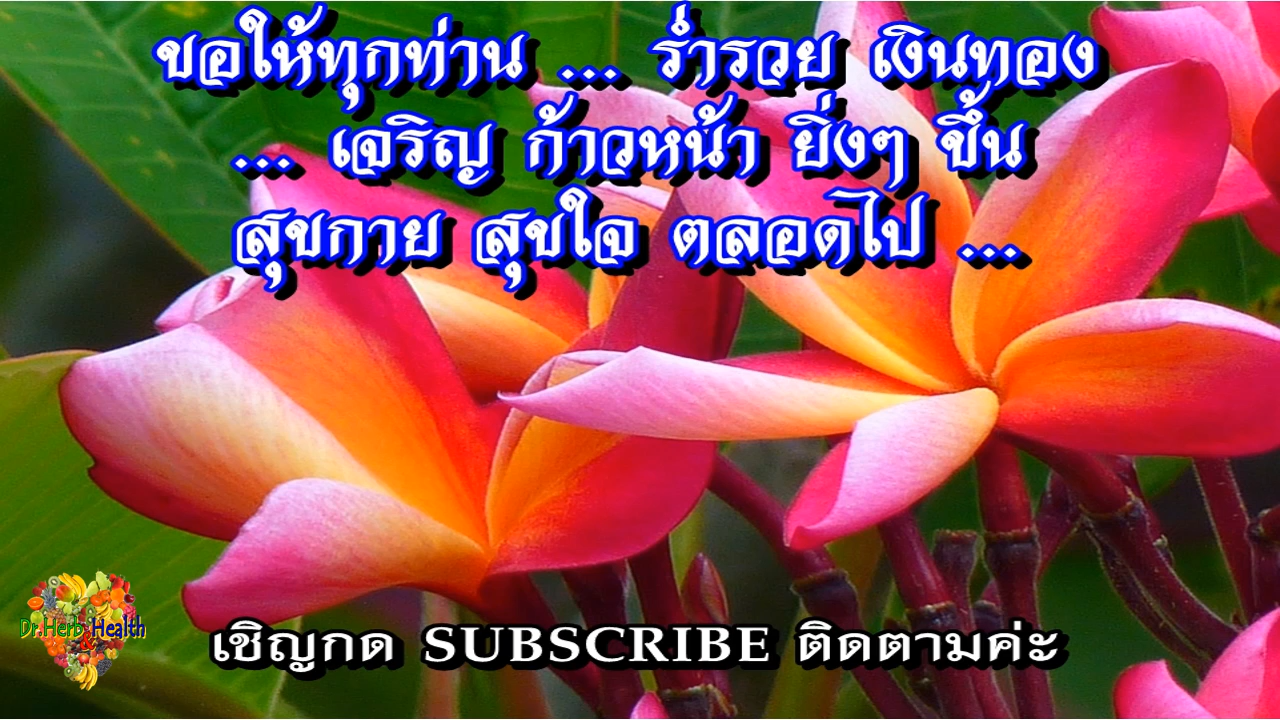 ขอให้ทุกท่าน ... ร่ำรวย เงินทอง
... เจริญ ก้าวหน้า ยิ่งๆ ขึ้น
สุขกาย สุขใจ ตลอดไป ...
Dr.Herb Health
&
เชิญกด SUBSCRIBE ติดตามค่ะ